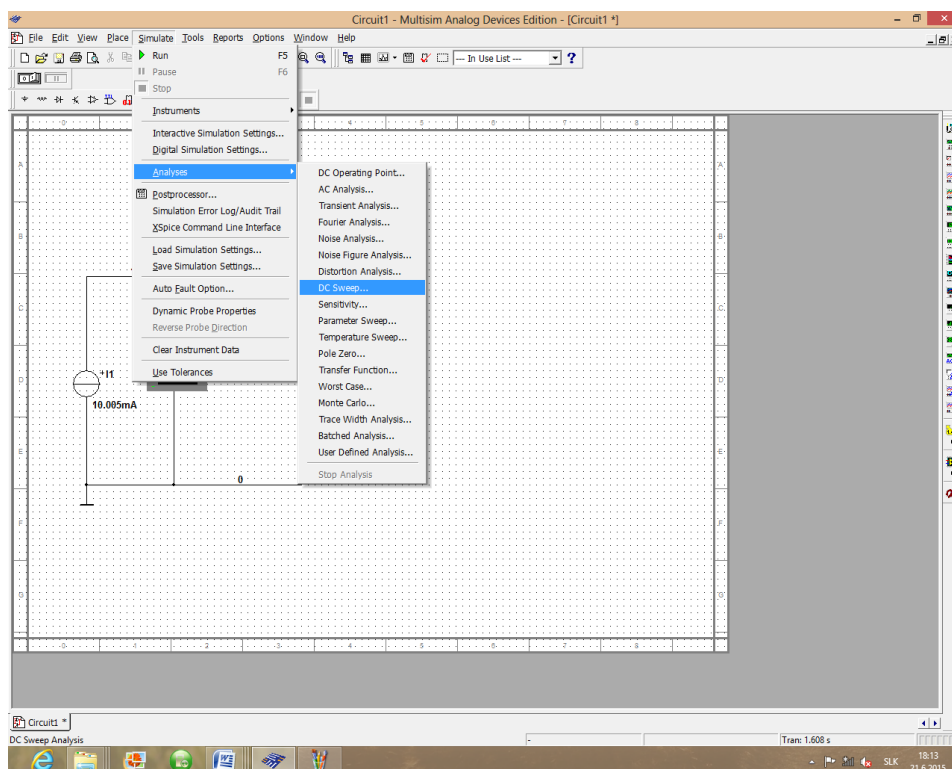 Circuit1 - Multisim Analog Devices Edition - [Circuit1 *]
File Edit View Place Simulate Tools Reports Options Window Help
--- In Use List ---
Run F5
Pause F6
Stop
Instruments
Interactive Simulation Settings...
Digital Simulation Settings...
Analyses
Postprocessor...
Simulation Error Log/Audit Trail
XSpice Command Line Interface
Load Simulation Settings...
Save Simulation Settings...
Auto Fault Option...
Dynamic Probe Properties
Reverse Probe Direction
Clear Instrument Data
Use Tolerances
DC Operating Point...
AC Analysis...
Transient Analysis...
Fourier Analysis...
Noise Analysis...
Noise Figure Analysis...
Distortion Analysis...
DC Sweep...
Sensitivity...
Parameter Sweep...
Temperature Sweep...
Pole Zero...
Transfer Function...
Worst Case...
Monte Carlo...
Trace Width Analysis...
Batched Analysis...
User Defined Analysis...
Stop Analysis
I1
10.005mA
0
Circuit1 *
DC Sweep Analysis
-
Tran: 1.608 s
SLK
18:13
21.6.2015